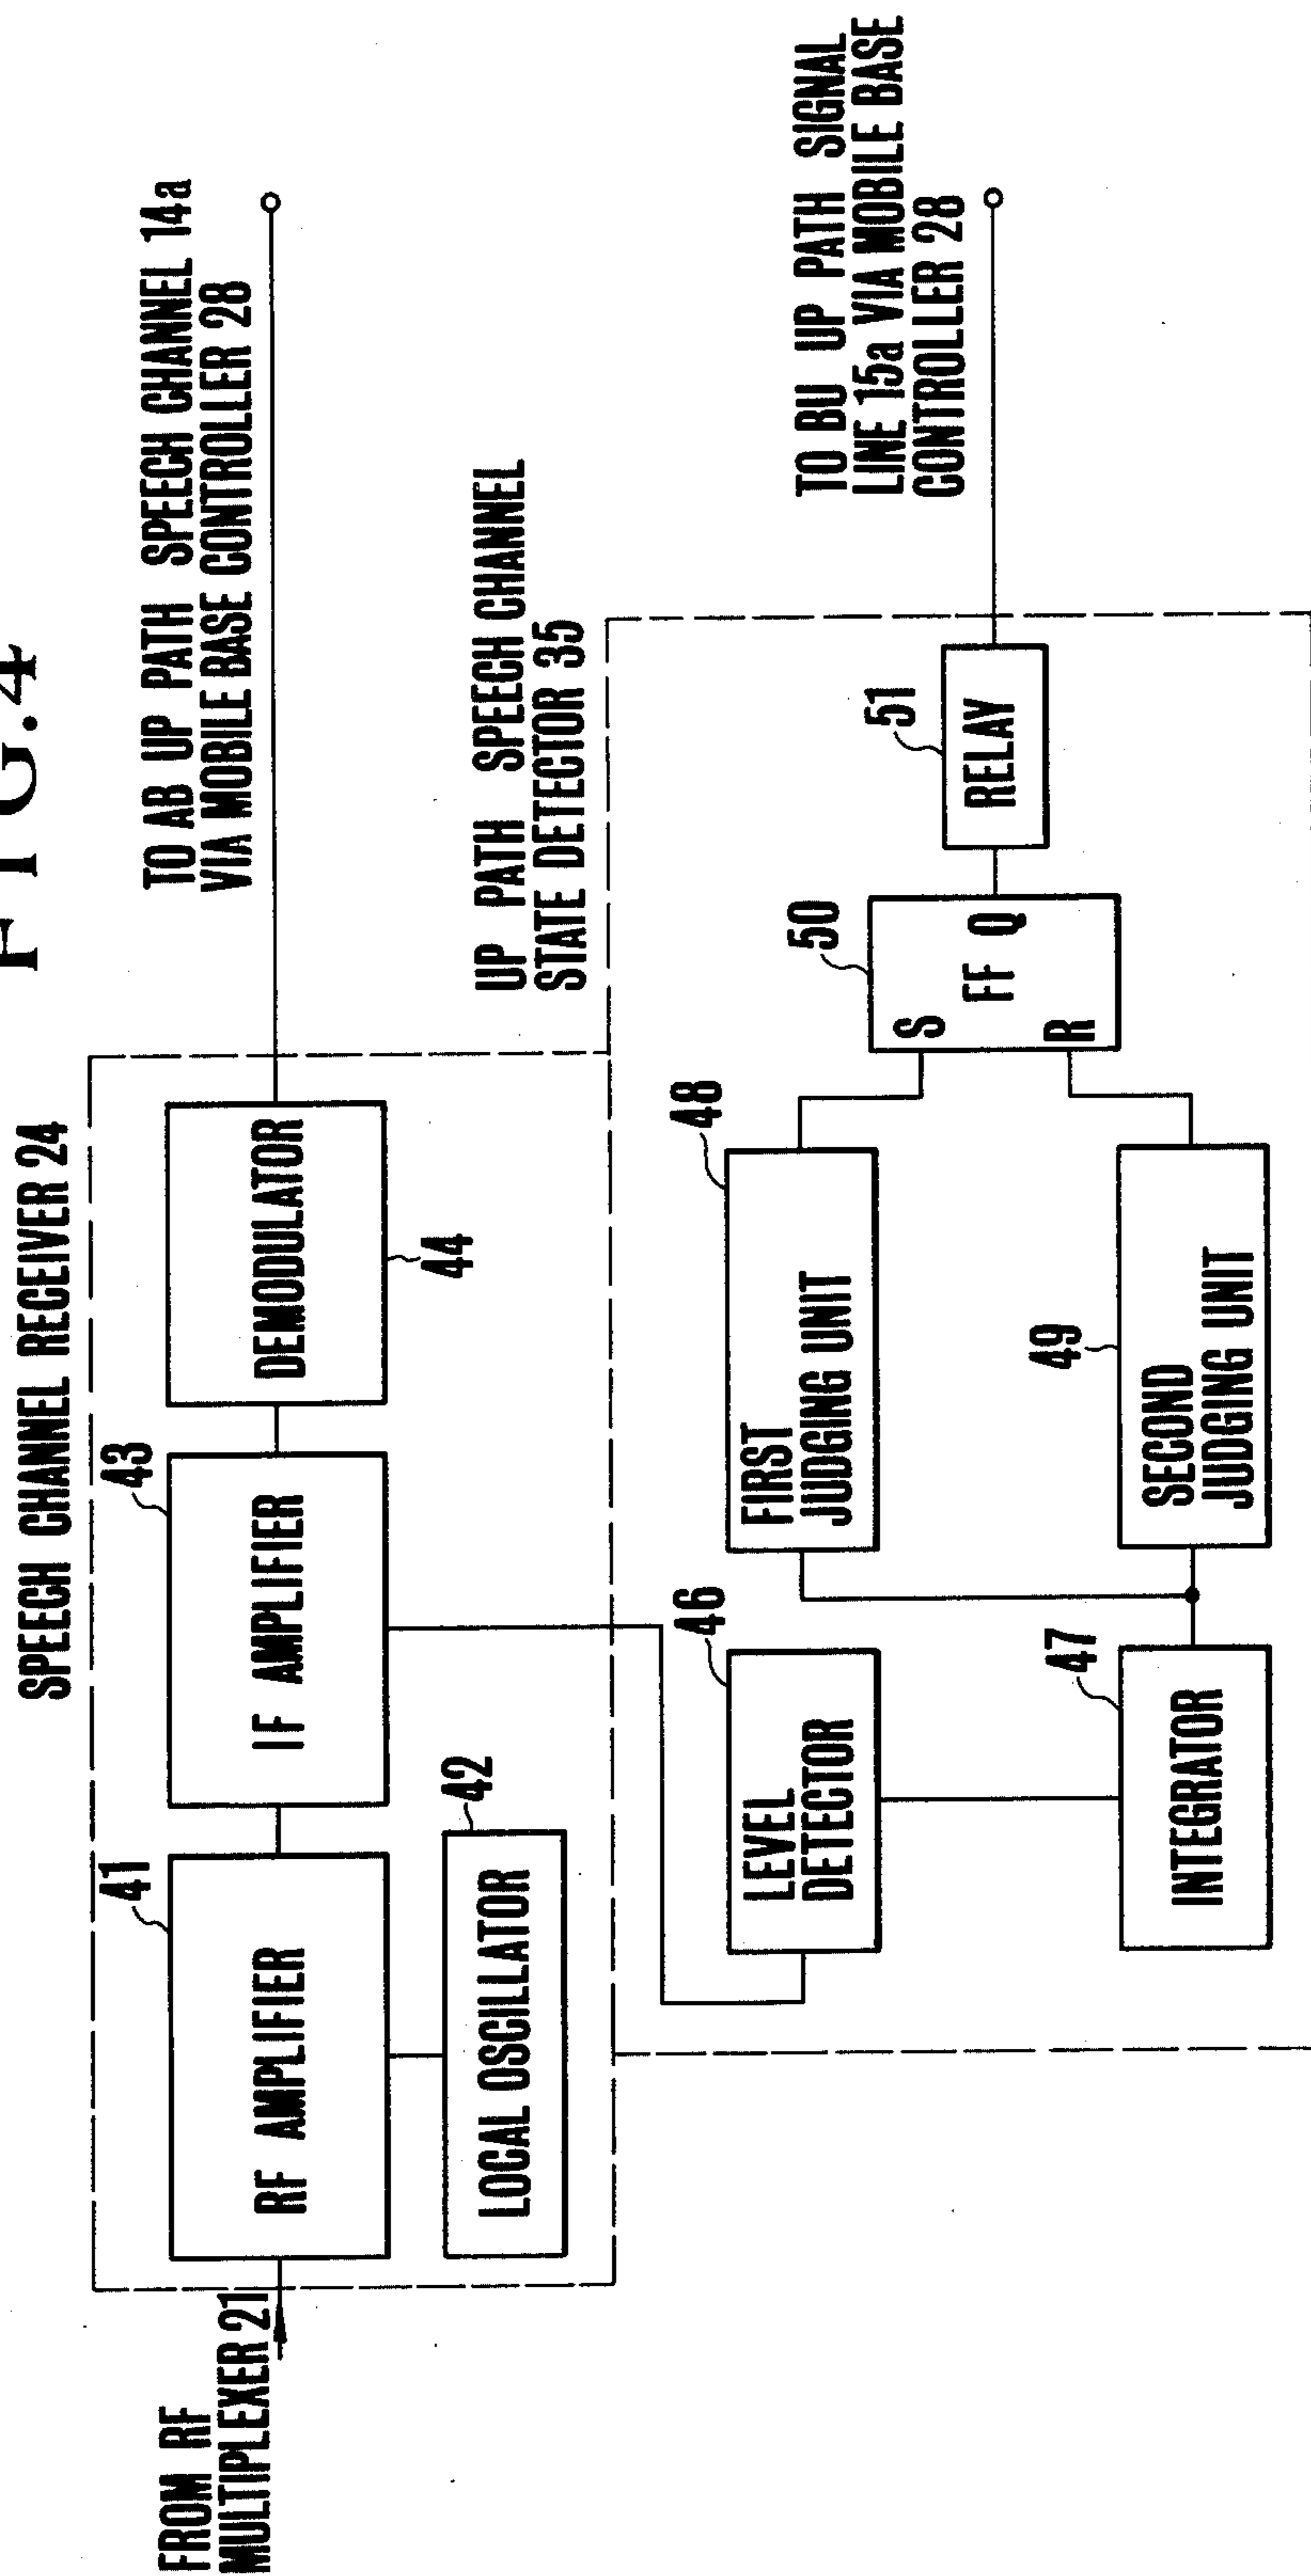 FIG.4
SPEECH CHANNEL RECEIVER 24
FROM RF
MULTIPLEXER 21
41
RF AMPLIFIER
43
IF AMPLIFIER
DEMODULATOR
44
42
LOCAL OSCILLATOR
TO AB UP PATH SPEECH CHANNEL 14a
VIA MOBILE BASE CONTROLLER 28
UP PATH SPEECH CHANNEL
STATE DETECTOR 35
46
LEVEL
DETECTOR
47
INTEGRATOR
48
FIRST
JUDGING UNIT
49
SECOND
JUDGING UNIT
50
S
FF Q
R
51
RELAY
TO BU UP PATH SIGNAL
LINE 15a VIA MOBILE BASE
CONTROLLER 28